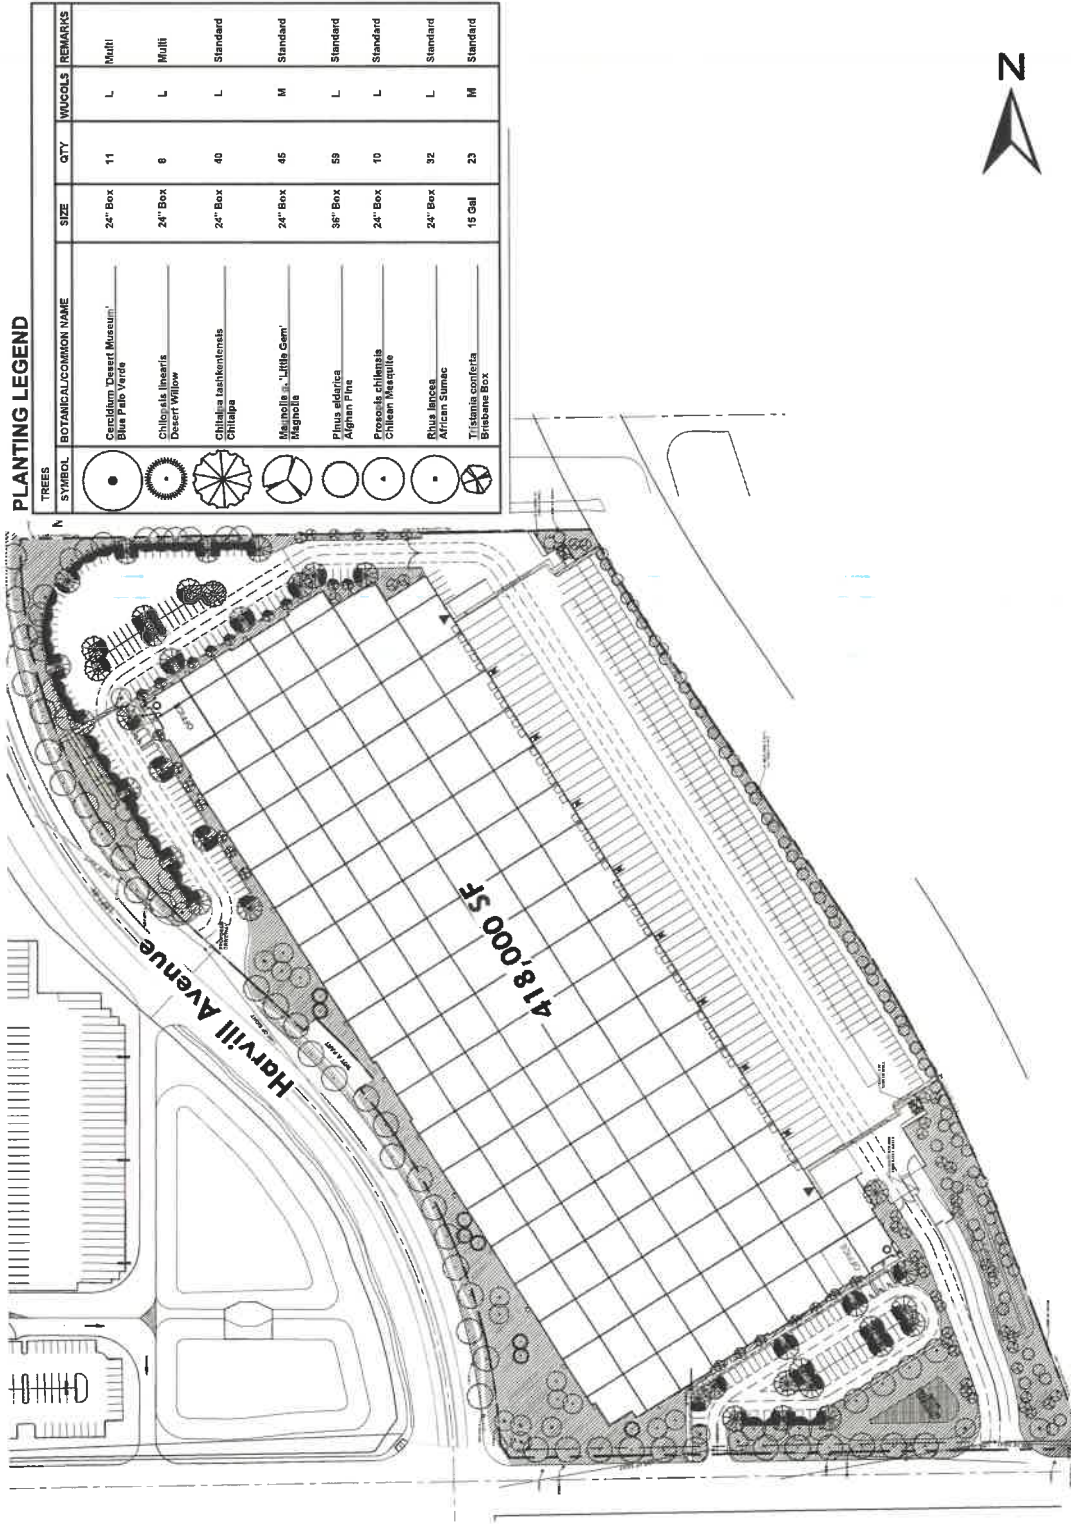 PLANTING LEGEND
TREES
SYMBOL BOTANICAL/COMMON NAME SIZE QTY WUCOLS REMARKS
Cercidium 'Desert Museum' 24" Box 11 L Multi
Blue Palo Verde
Chilopsis linearis 24" Box 8 L Multi
Desert Willow
Chitalpa tashkentensis 24" Box 40 L Standard
Chitalpa
Magnolia g. 'Little Gem' 24" Box 45 M Standard
Magnolia
Pinus eldarica 36" Box 59 L Standard
Afghan Pine
Prosopis chilensis 24" Box 10 L Standard
Chilean Mesquite
Rhus lancea 24" Box 32 L Standard
African Sumac
Tristania conferta 15 Gal 23 M Standard
Brisbane Box
N
Harvill Avenue
418,000 SF
OFFICE
OFFICE
NOT A PART